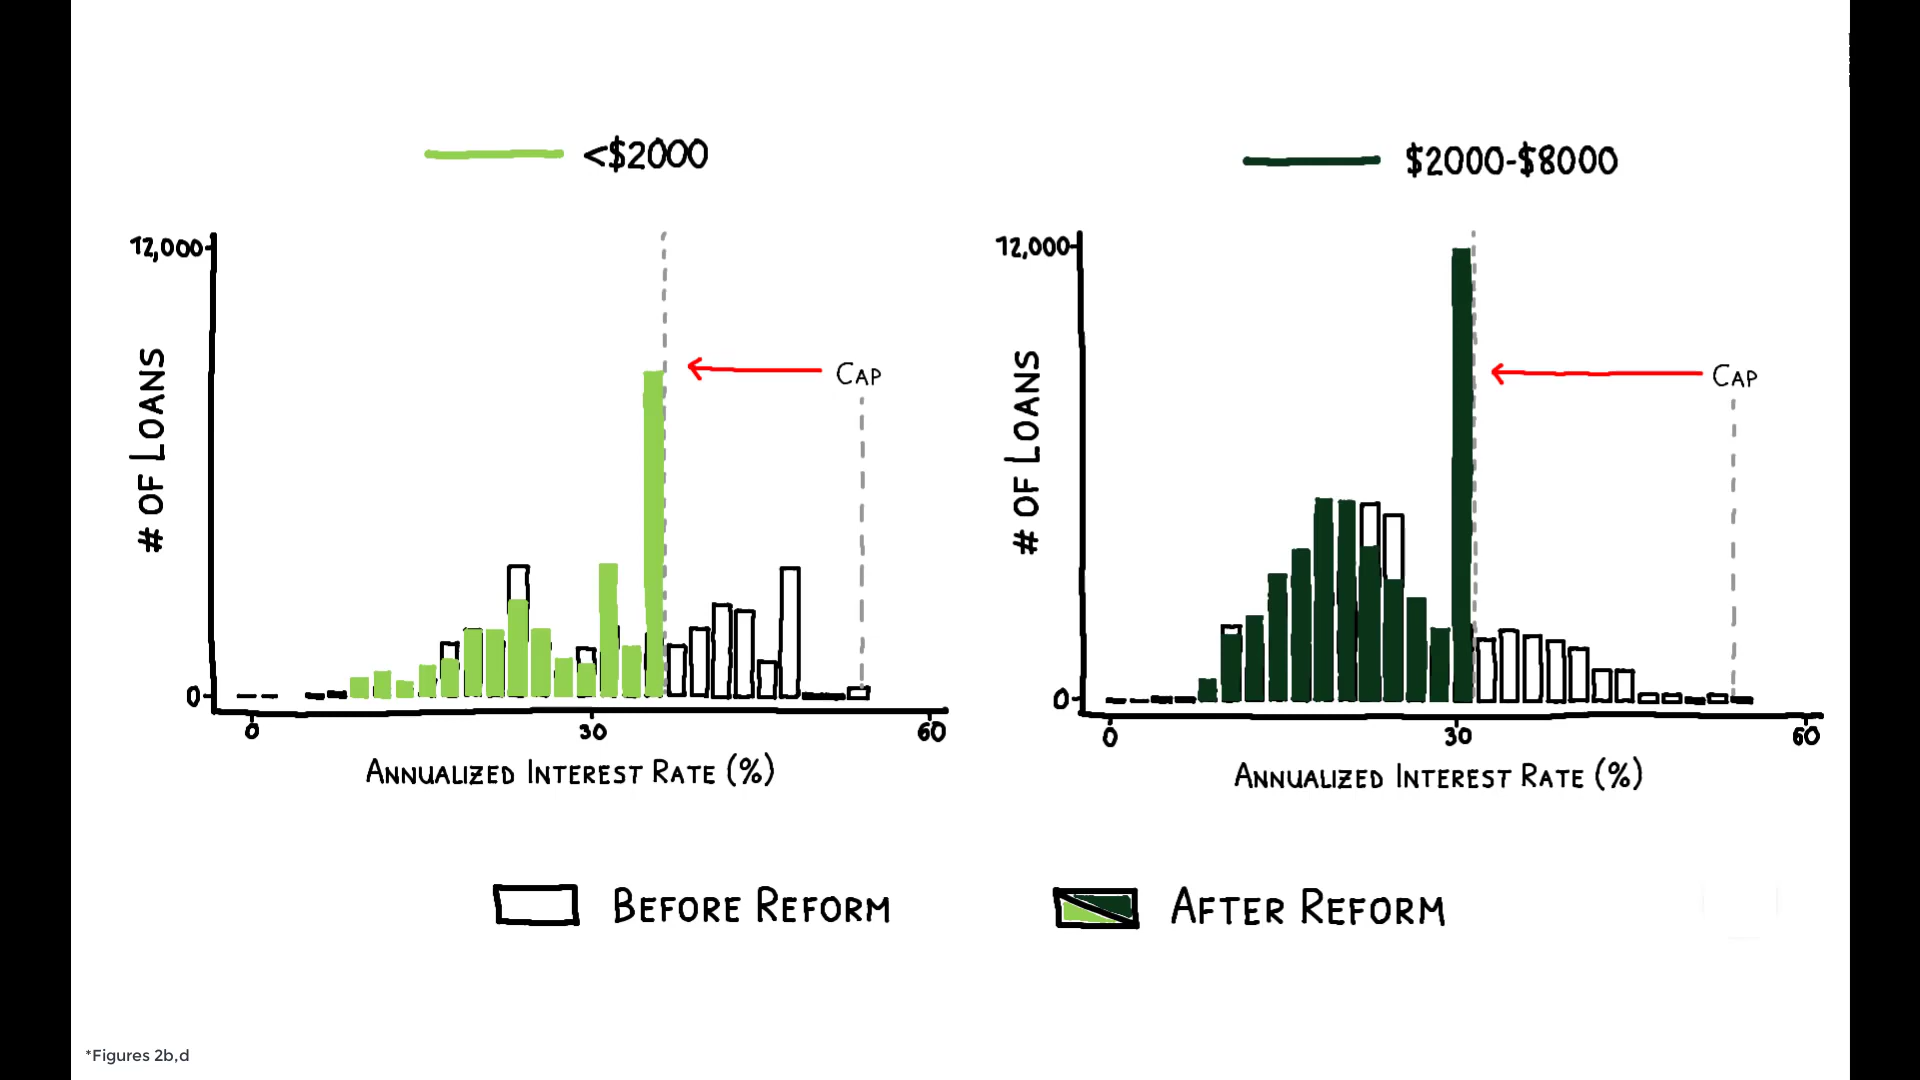 <$2000
12,000
# OF LOANS
CAP
0
0
30
60
ANNUALIZED INTEREST RATE (%)
$2000-$8000
12,000
# OF LOANS
CAP
0
0
30
60
ANNUALIZED INTEREST RATE (%)
BEFORE REFORM
AFTER REFORM
*Figures 2b,d